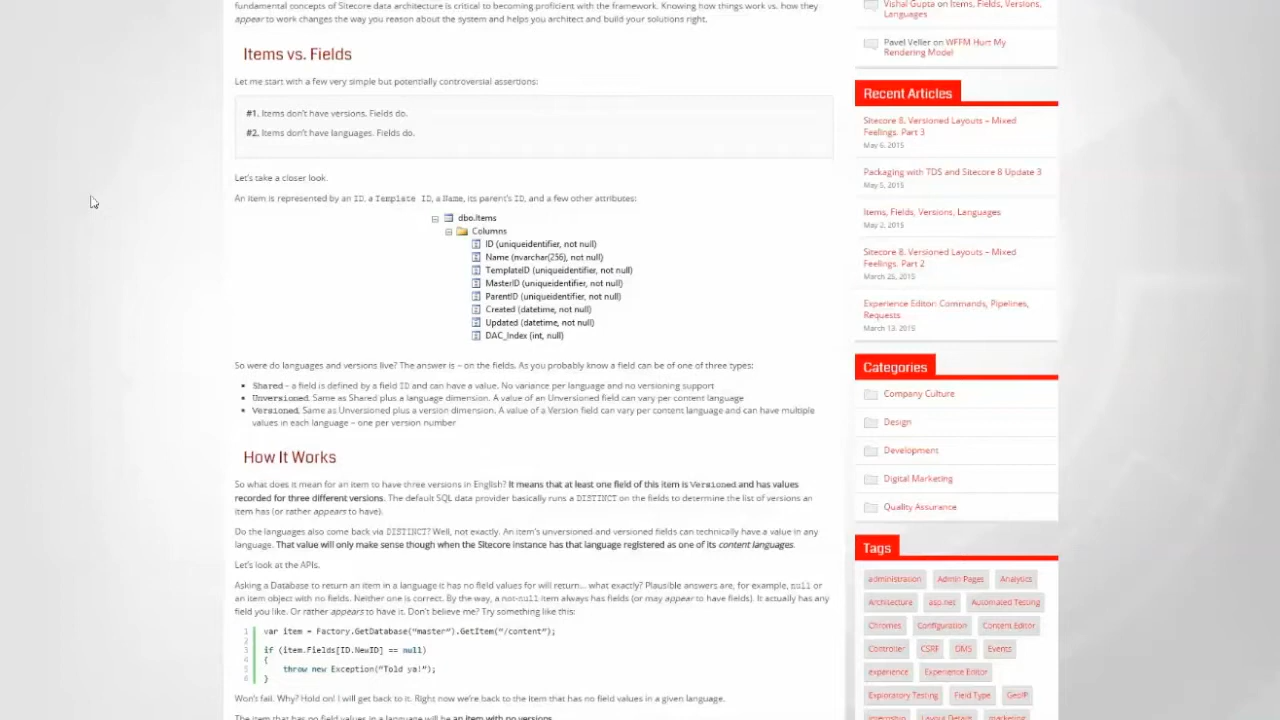 fundamental concepts of Sitecore data architecture is critical to becoming proficient with the framework. Knowing how things work vs. how they
appear to work changes the way you reason about the system and helps you architect and build your solutions right.
Items vs. Fields
Let me start with a few very simple but potentially controversial assertions:
#1. Items don't have versions. Fields do.
#2. Items don't have languages. Fields do.
Let's take a closer look.
An item is represented by an ID, a Template ID, a Name, its parent's ID, and a few other attributes:
dbo.Items
Columns
ID (uniqueidentifier, not null)
Name (nvarchar(256), not null)
TemplateID (uniqueidentifier, not null)
MasterID (uniqueidentifier, not null)
ParentID (uniqueidentifier, not null)
Created (datetime, not null)
Updated (datetime, not null)
DAC_Index (int, null)
So were do languages and versions live? The answer is – on the fields. As you probably know a field can be of one of three types:
Shared - a field is defined by a field ID and can have a value. No variance per language and no versioning support
Unversioned. Same as Shared plus a language dimension. A value of an Unversioned field can vary per content language
Versioned. Same as Unversioned plus a version dimension. A value of a Version field can vary per content language and can have multiple
values in each language – one per version number
How It Works
So what does it mean for an item to have three versions in English? It means that at least one field of this item is Versioned and has values
recorded for three different versions. The default SQL data provider basically runs a DISTINCT on the fields to determine the list of versions an
item has (or rather appears to have).
Do the languages also come back via DISTINCT? Well, not exactly. An item's unversioned and versioned fields can technically have a value in any
language. That value will only make sense though when the Sitecore instance has that language registered as one of its content languages.
Let's look at the APIs.
Asking a Database to return an item in a language it has no field values for will return... what exactly? Plausible answers are, for example, null or
an item object with no fields. Neither one is correct. By the way, a not-null item always has fields (or may appear to have fields). It actually has any
field you like. Or rather appears to have it. Don't believe me? Try something like this:
1 var item = Factory.GetDatabase("master").GetItem("/content");
2
3 if (item.Fields[ID.NewID] == null)
4 {
5 throw new Exception("Told ya!");
6 }
Won't fail. Why? Hold on! I will get back to it. Right now we're back to the item that has no field values in a given language.
The item that has no field values in a language will be an item with no versions.
Vishal Gupta on Items, Fields, Versions,
Languages
Pavel Veller on WFFM Hurt My
Rendering Model
Recent Articles
Sitecore 8. Versioned Layouts – Mixed
Feelings. Part 3
May 6, 2015
Packaging with TDS and Sitecore 8 Update 3
May 5, 2015
Items, Fields, Versions, Languages
May 2, 2015
Sitecore 8. Versioned Layouts – Mixed
Feelings. Part 2
March 25, 2015
Experience Editor: Commands, Pipelines,
Requests
March 13, 2015
Categories
Company Culture
Design
Development
Digital Marketing
Quality Assurance
Tags
administration Admin Pages Analytics
Architecture asp.net Automated Testing
Chromes Configuration Content Editor
Controller CSRF DMS Events
experience Experience Editor
Exploratory Testing Field Type GeoIP
internship Layout Details marketing